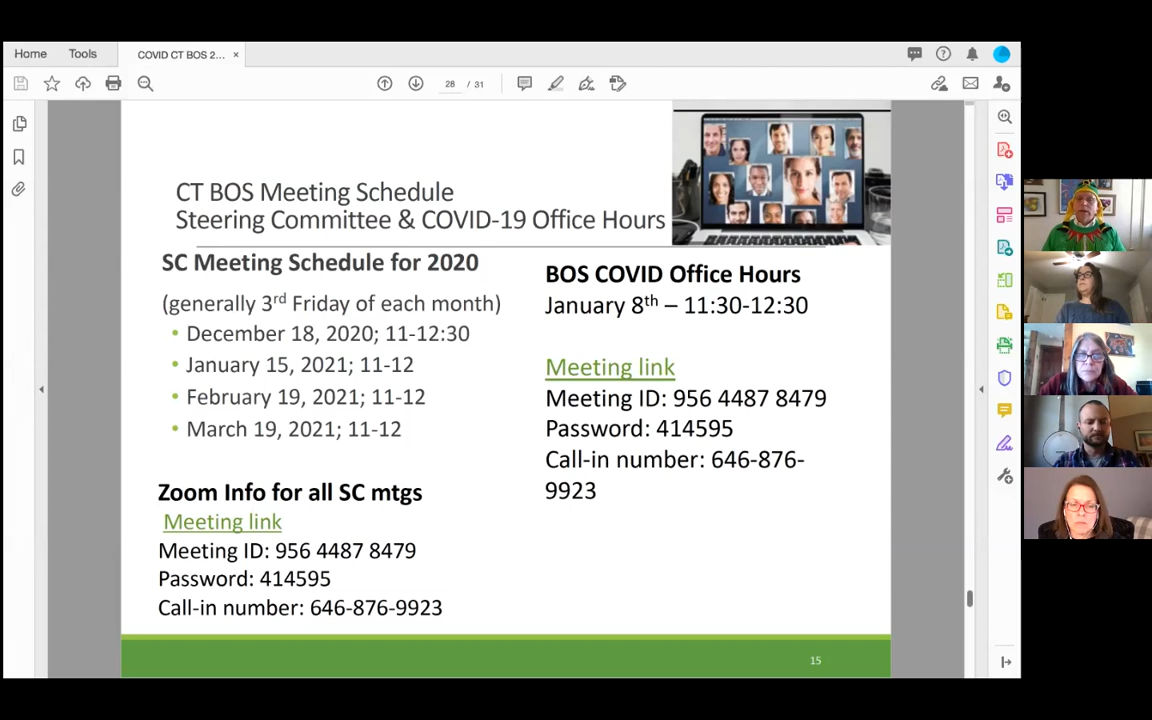 Home
Tools
COVID CT BOS 2... ×
28 / 31
CT BOS Meeting Schedule
Steering Committee & COVID-19 Office Hours
SC Meeting Schedule for 2020
(generally 3rd Friday of each month)
• December 18, 2020; 11-12:30
• January 15, 2021; 11-12
• February 19, 2021; 11-12
• March 19, 2021; 11-12
Zoom Info for all SC mtgs
Meeting link
Meeting ID: 956 4487 8479
Password: 414595
Call-in number: 646-876-9923
BOS COVID Office Hours
January 8th – 11:30-12:30
Meeting link
Meeting ID: 956 4487 8479
Password: 414595
Call-in number: 646-876-
9923
15